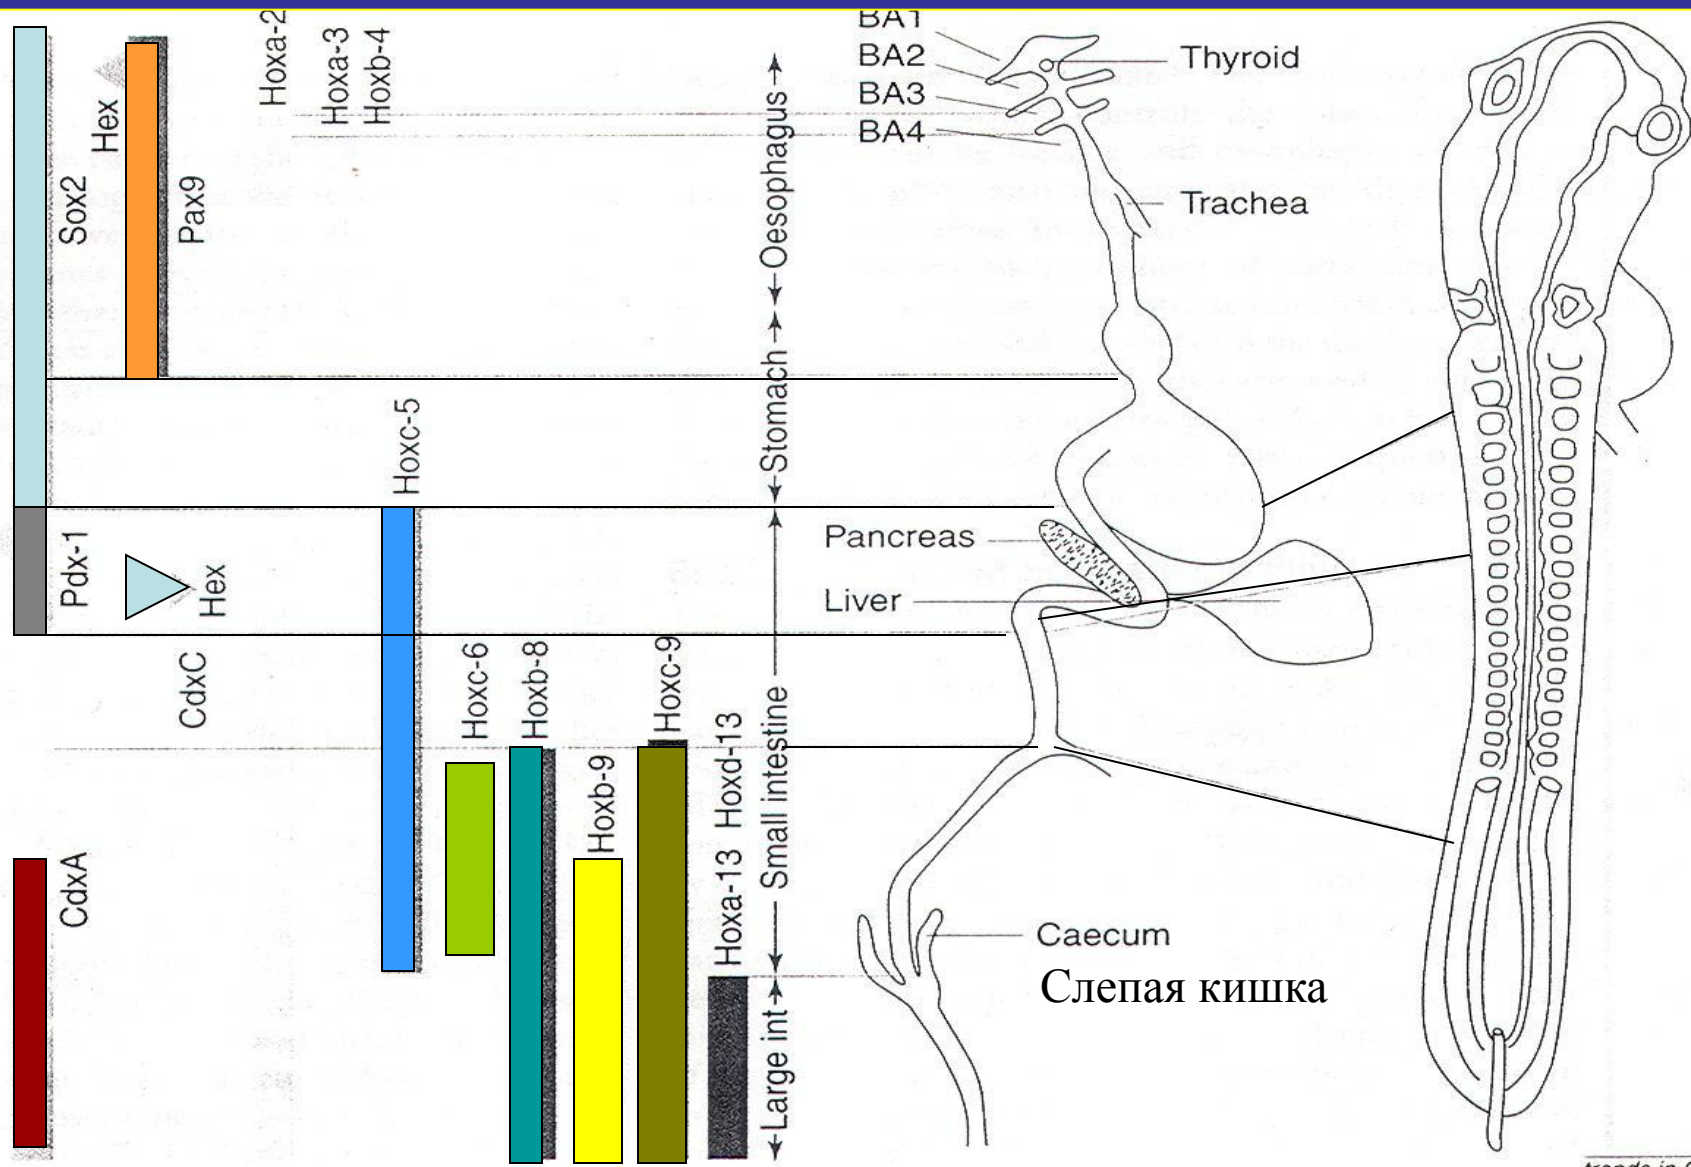 Sox2
Hex
Pax9
Hoxa-2
Hoxa-3
Hoxb-4
Pdx-1
Hex
CdxC
CdxA
Hoxc-5
Hoxc-6
Hoxb-8
Hoxb-9
Hoxc-9
Hoxa-13 Hoxd-13
Oesophagus
Stomach
Small intestine
Large int
BA1
BA2
BA3
BA4
Thyroid
Trachea
Pancreas
Liver
Caecum
Слепая кишка